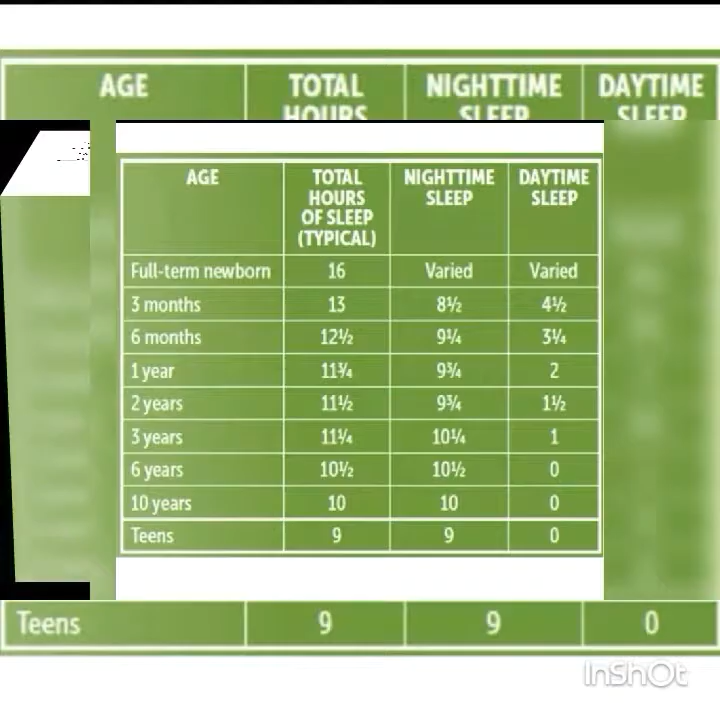 AGE TOTAL HOURS NIGHTTIME SLEEP DAYTIME SLEEP
AGE TOTAL HOURS OF SLEEP (TYPICAL) NIGHTTIME SLEEP DAYTIME SLEEP
Full-term newborn 16 Varied Varied
3 months 13 8½ 4½
6 months 12½ 9¼ 3¼
1 year 11¾ 9¾ 2
2 years 11½ 9¾ 1½
3 years 11¼ 10¼ 1
6 years 10½ 10½ 0
10 years 10 10 0
Teens 9 9 0
Teens 9 9 0
InShOt